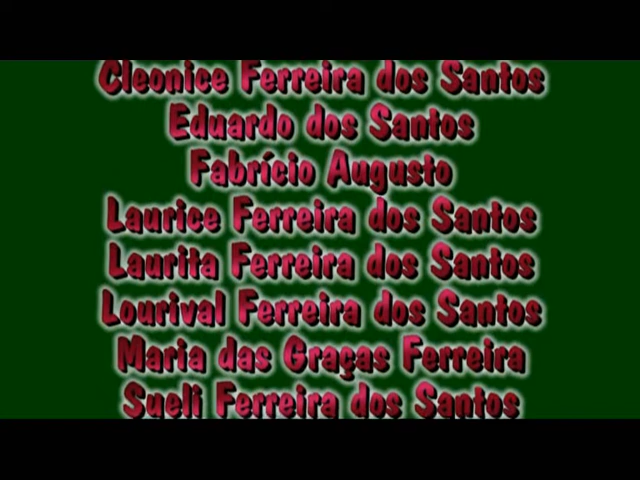 Cleonice Ferreira dos Santos
Eduardo dos Santos
Fabrício Augusto
Laurice Ferreira dos Santos
Laurita Ferreira dos Santos
Lourival Ferreira dos Santos
Maria das Graças Ferreira
Sueli Ferreira dos Santos